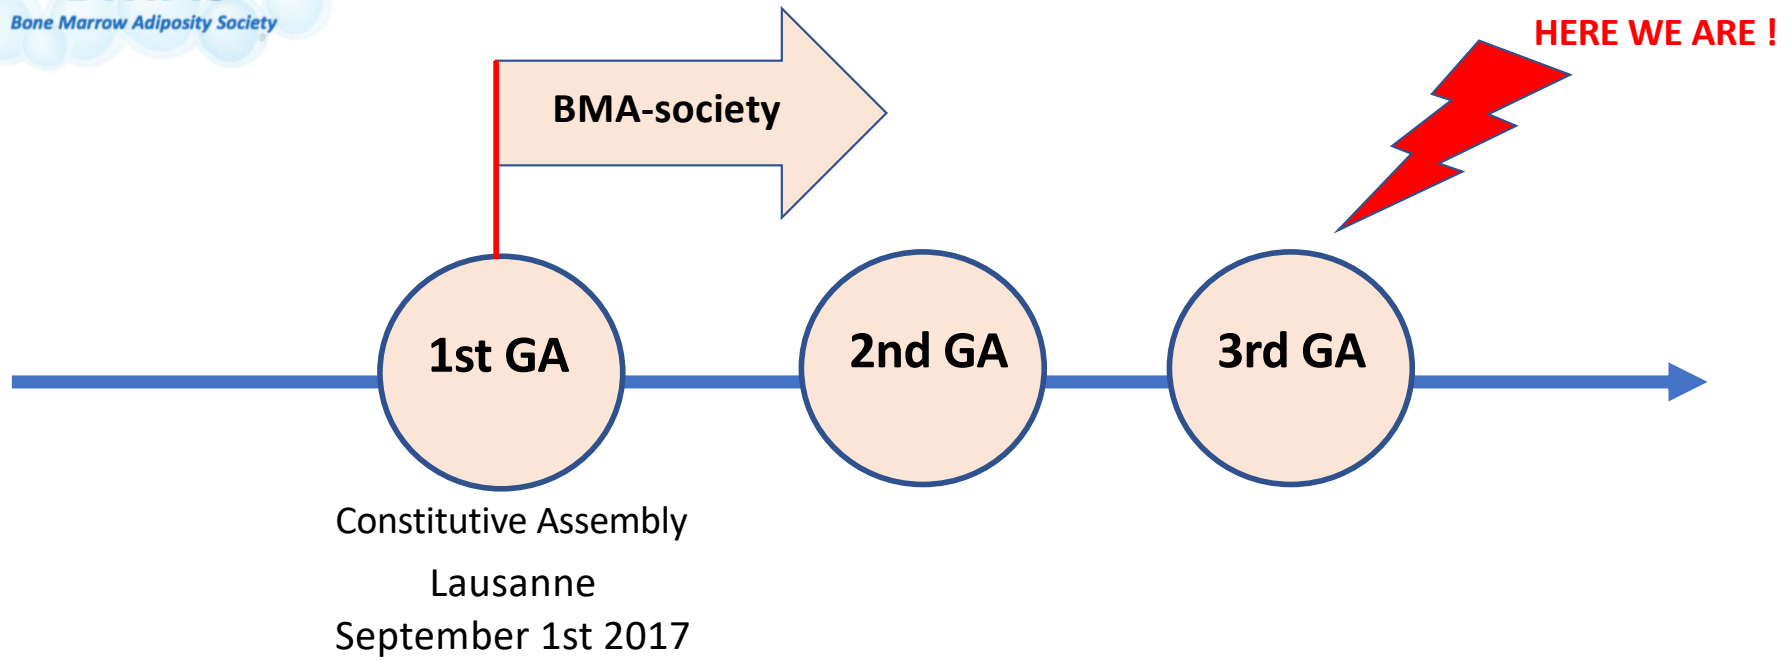 Bone Marrow Adiposity Society
HERE WE ARE !
BMA-society
1st GA
2nd GA
3rd GA
Constitutive Assembly
Lausanne
September 1st 2017